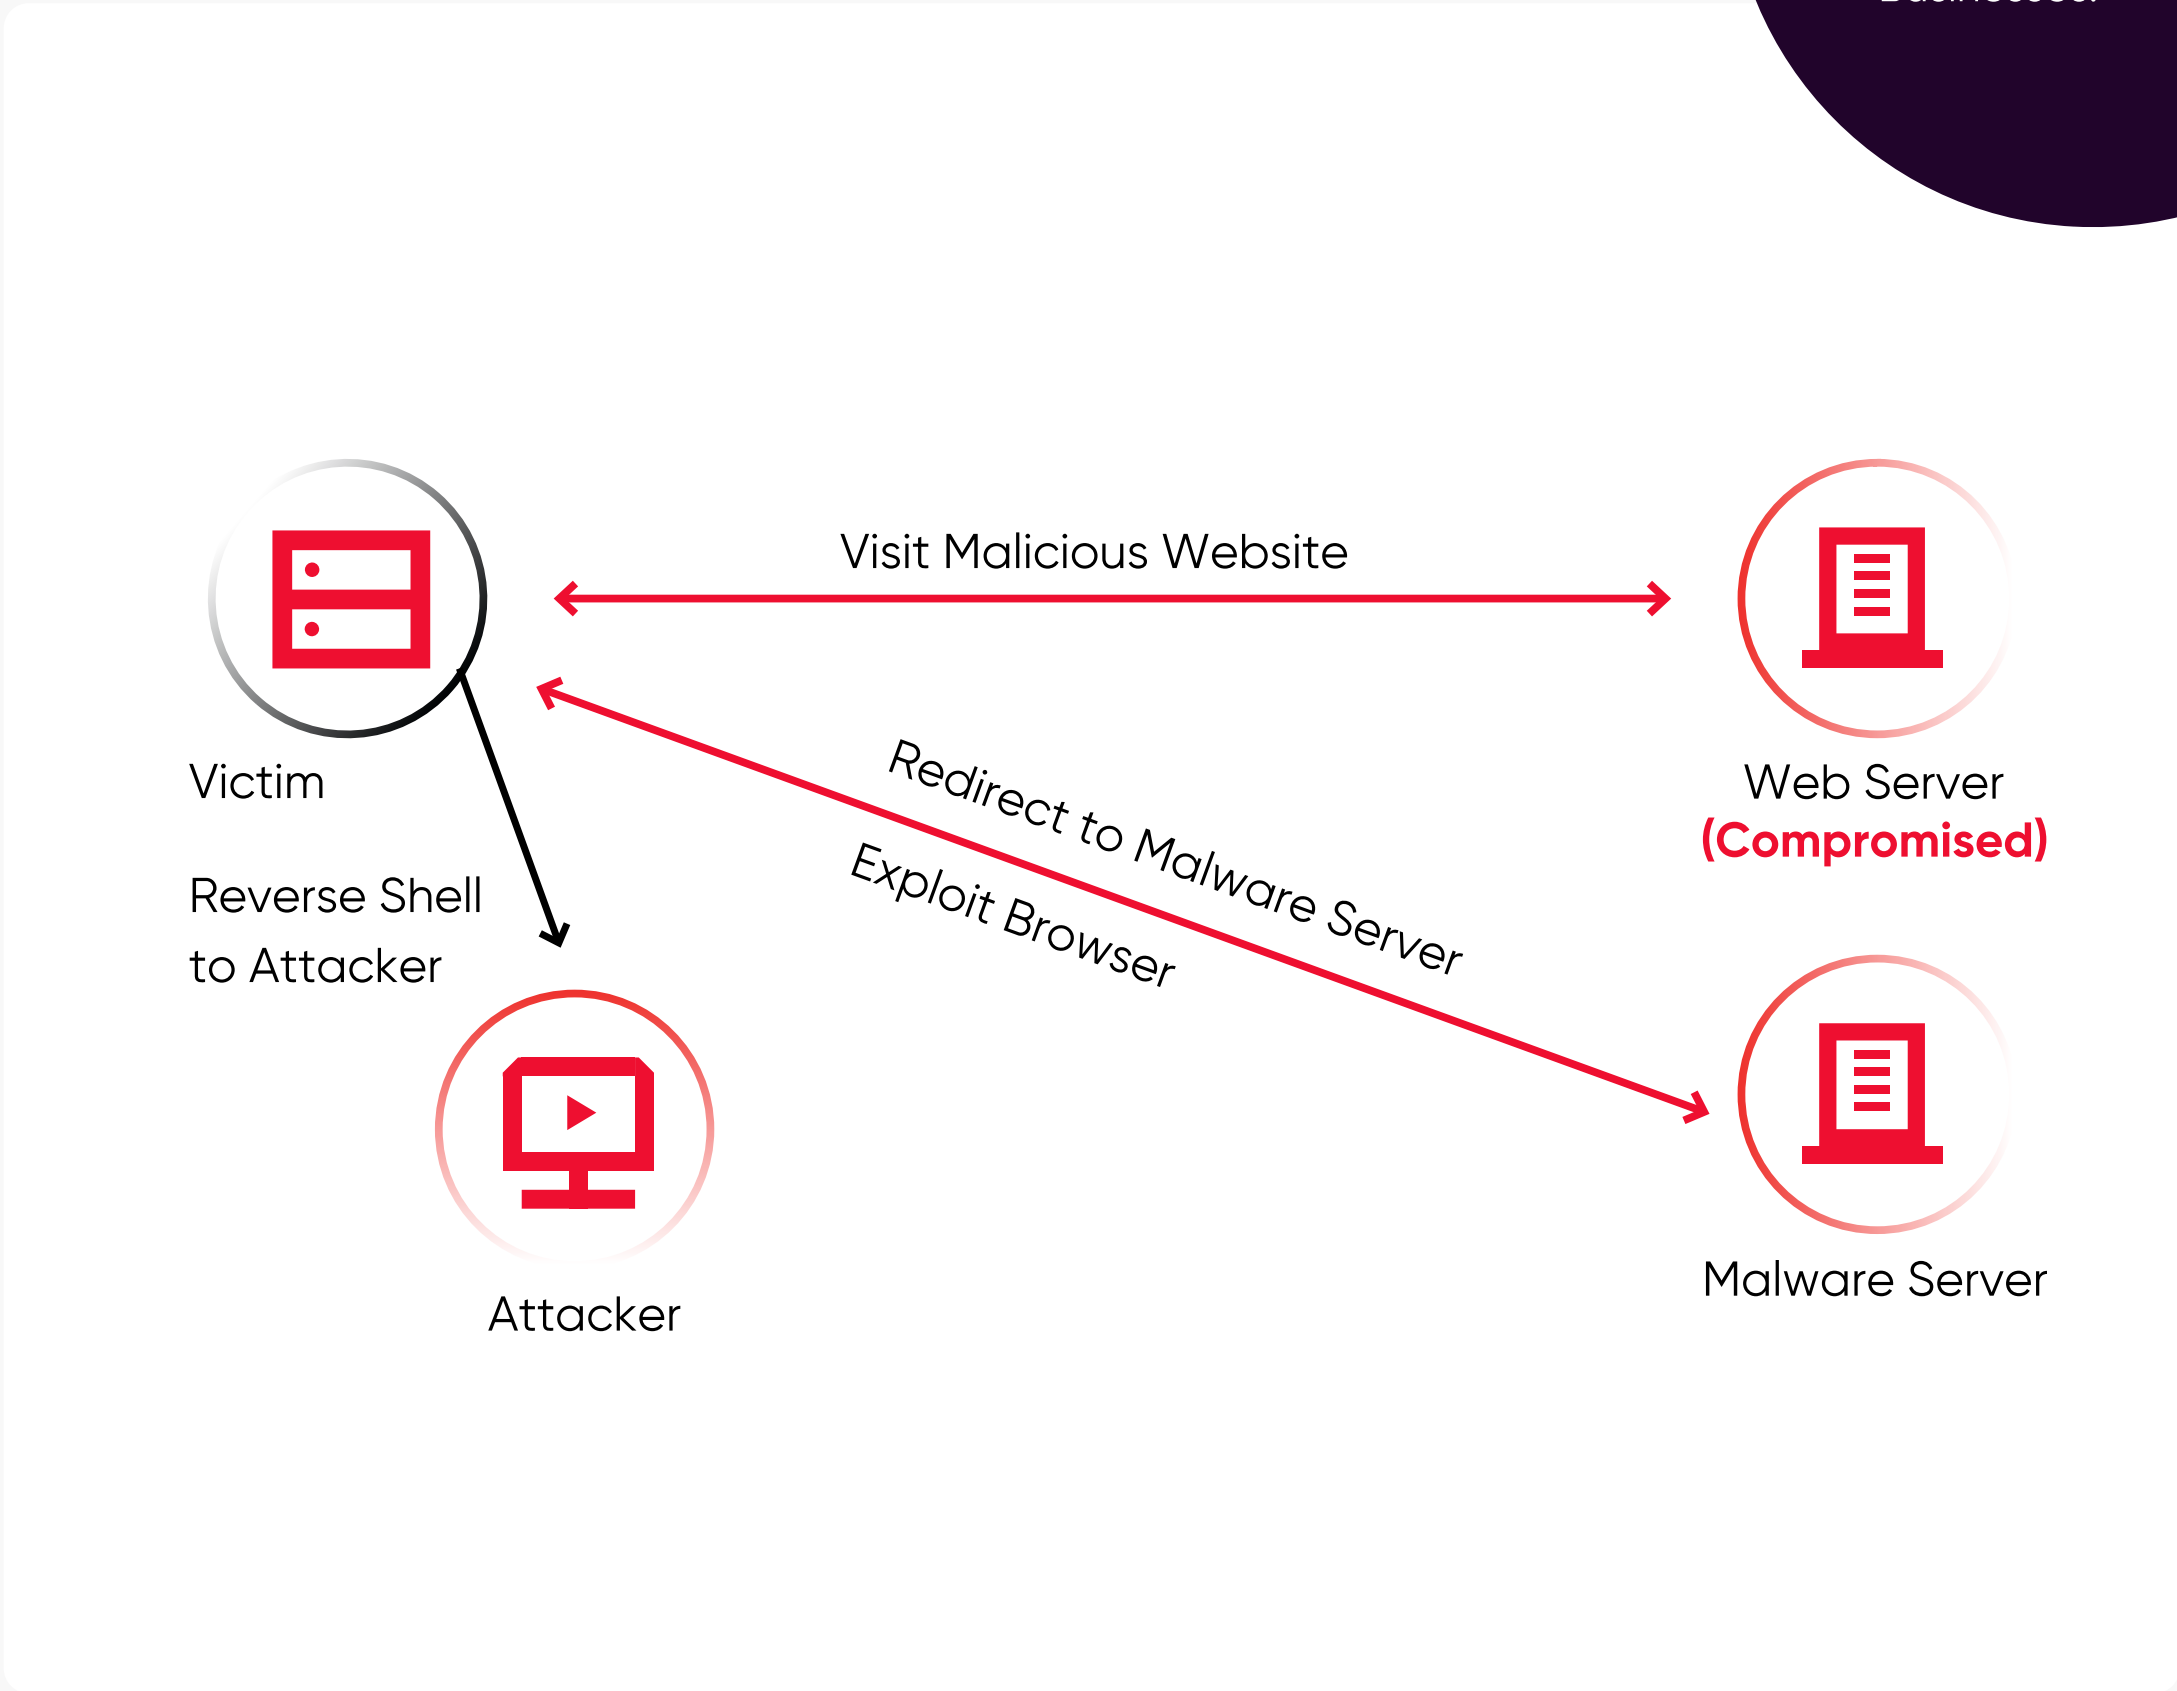 Visit Malicious Website
Victim
Web Server
(Compromised)
Redirect to Malware Server
Exploit Browser
Reverse Shell
to Attacker
Malware Server
Attacker